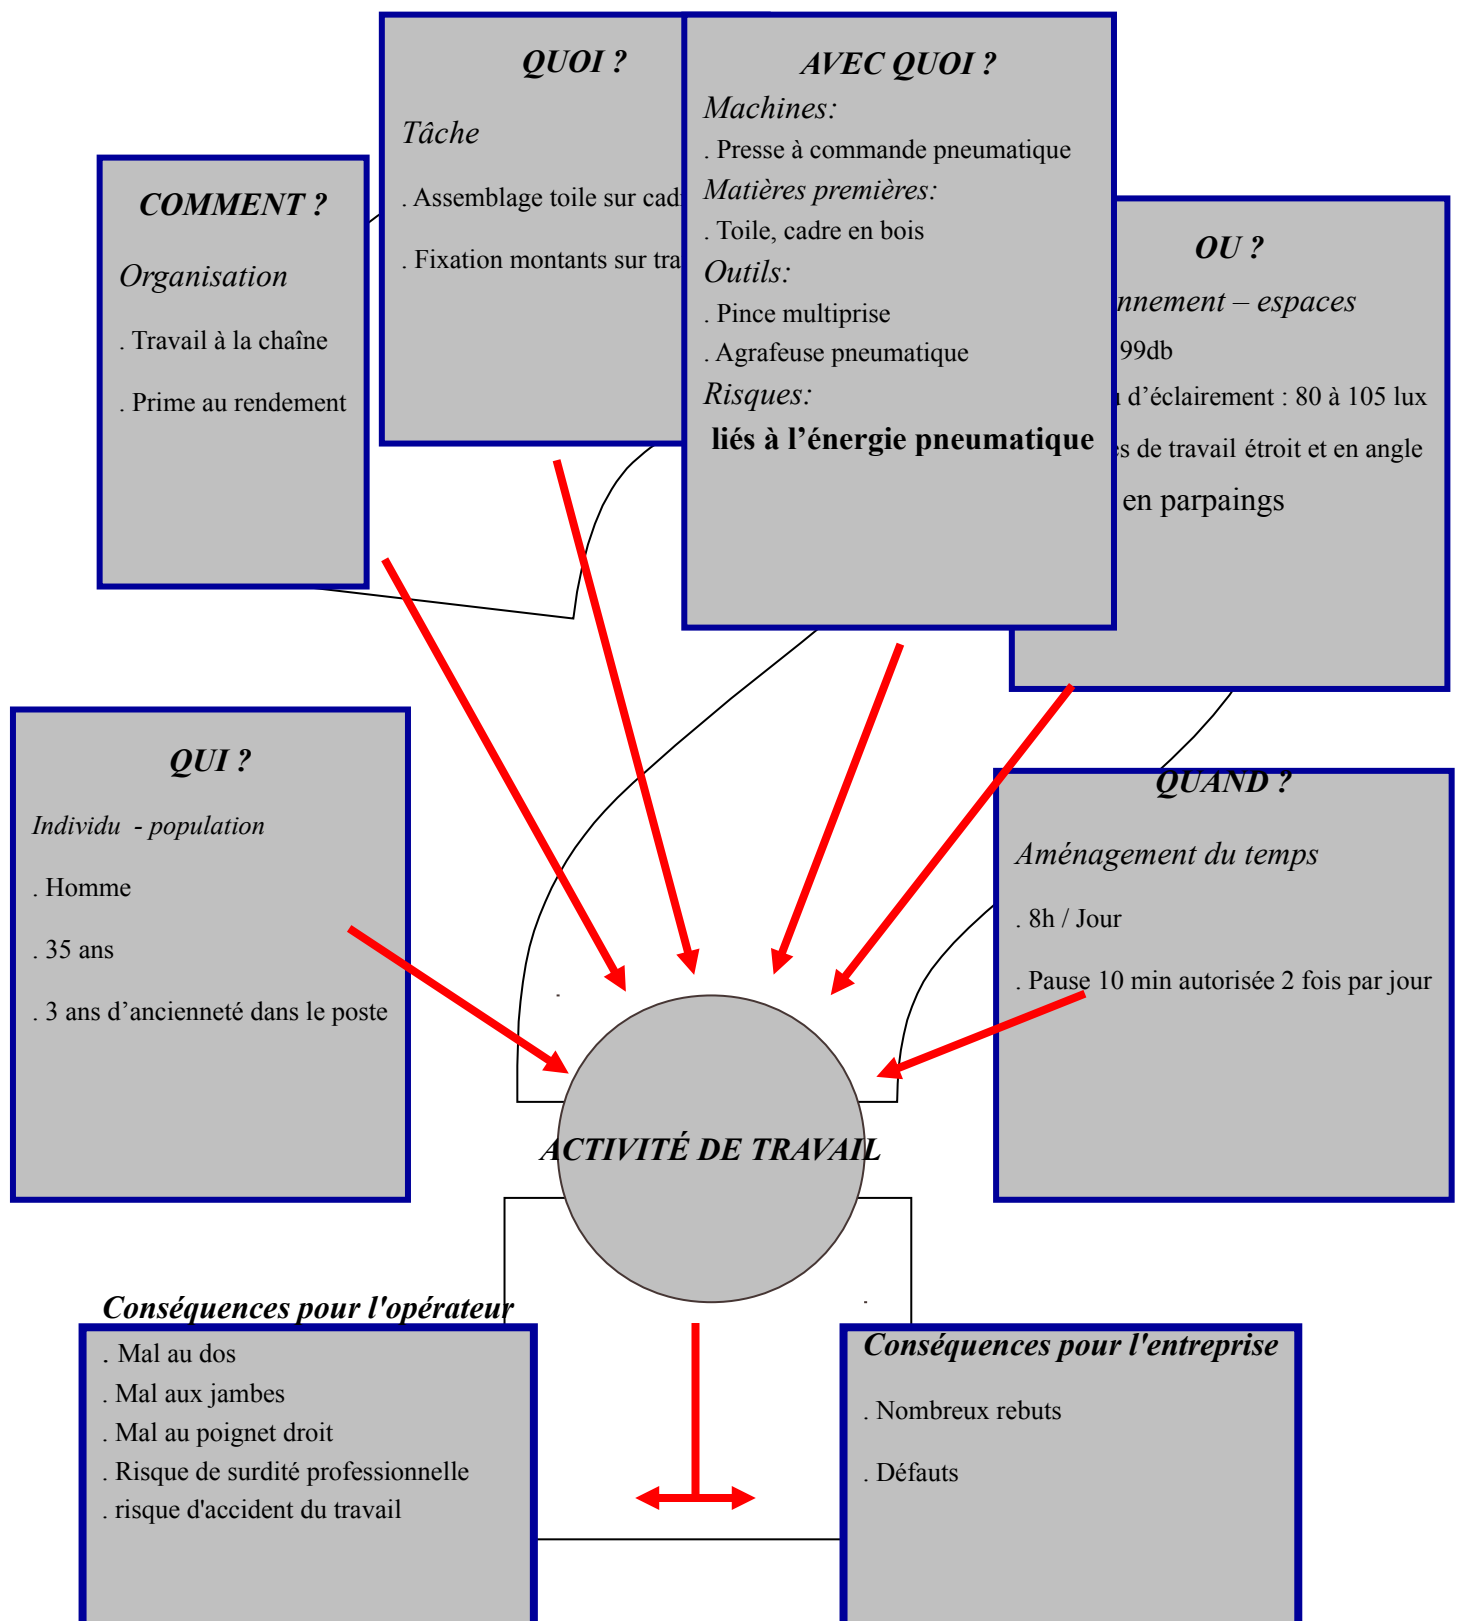 COMMENT ?
Organisation
. Travail à la chaîne
. Prime au rendement
QUOI ?
Tâche
. Assemblage toile sur
. Fixation montants sur
AVEC QUOI ?
Machines:
. Presse à commande pneumatique
Matières premières:
. Toile, cadre en bois
Outils:
. Pince multiprise
. Agrafeuse pneumatique
Risques:
liés à l’énergie pneumatique
OU ?
nnement – espaces
99db
d’éclairement : 80 à 105 lux
de travail étroit et en angle
en parpaings
QUI ?
Individu - population
. Homme
. 35 ans
. 3 ans d’ancienneté dans le poste
QUAND ?
Aménagement du temps
. 8h / Jour
. Pause 10 min autorisée 2 fois par jour
ACTIVITÉ DE TRAVAIL
Conséquences pour l'opérateur
. Mal au dos
. Mal aux jambes
. Mal au poignet droit
. Risque de surdité professionnelle
. risque d'accident du travail
Conséquences pour l'entreprise
. Nombreux rebuts
. Défauts